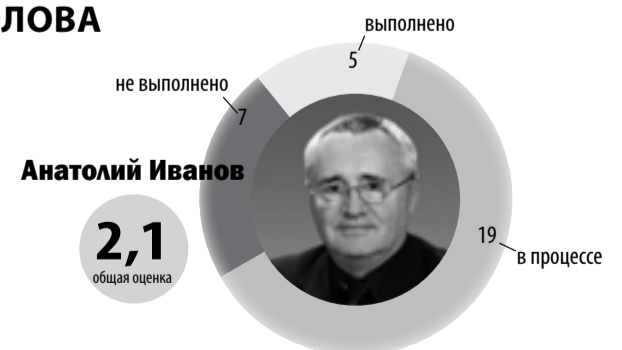 ЛОВА
выполнено
5
не выполнено
7
Анатолий Иванов
2,1
общая оценка
19
в процессе